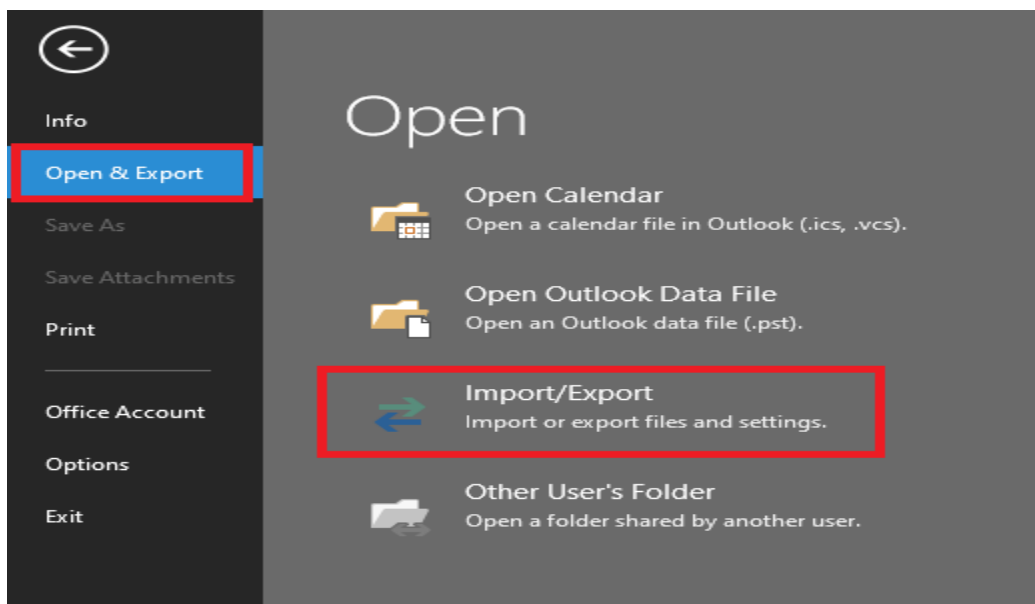 Info
Open & Export
Save As
Save Attachments
Print
Office Account
Options
Exit
Open
Open Calendar
Open a calendar file in Outlook (.ics, .vcs).
Open Outlook Data File
Open an Outlook data file (.pst).
Import/Export
Import or export files and settings.
Other User's Folder
Open a folder shared by another user.